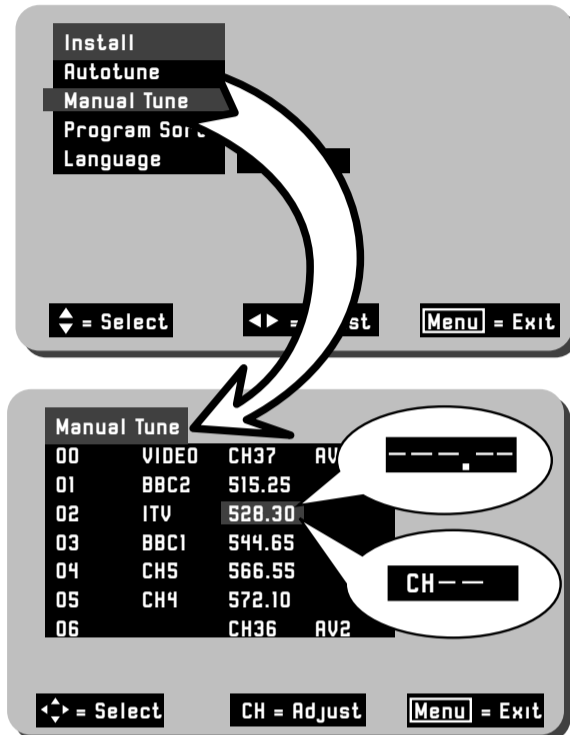 Install
Autotune
Manual Tune
Program
Language
= Select
Menu = Exit
Manual Tune
00 VIDEO CH37
01 BBC2 515.25
02 ITV 528.30
03 BBC1 544.65
04 CH5 566.55
05 CH4 572.10
06 CH36 AV2
---.--
CH--
= Select
CH = Adjust
Menu = Exit